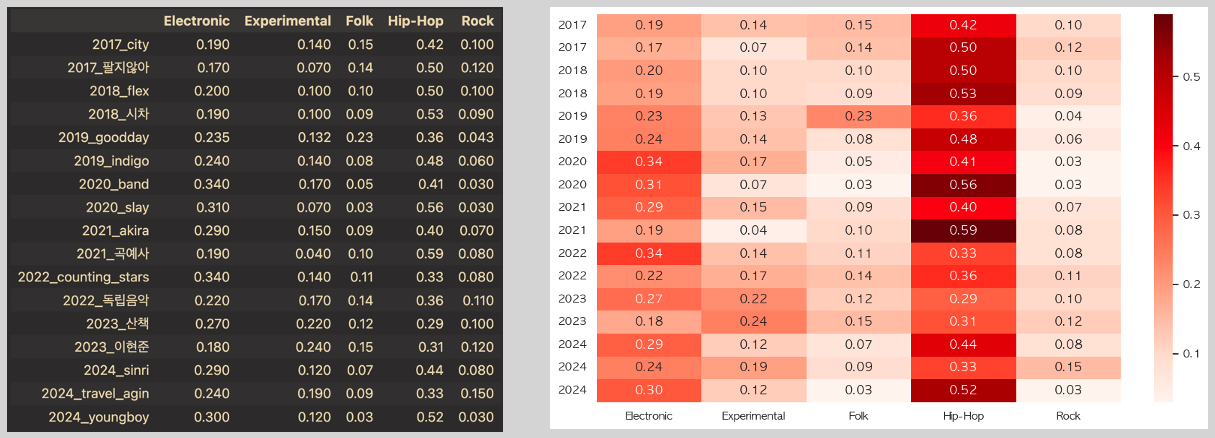 Electronic Experimental Folk Hip-Hop Rock
2017_city 0.190 0.140 0.15 0.42 0.100
2017_팔지않아 0.170 0.070 0.14 0.50 0.120
2018_flex 0.200 0.100 0.10 0.50 0.100
2018_시차 0.190 0.100 0.09 0.53 0.090
2019_goodday 0.235 0.132 0.23 0.36 0.043
2019_indigo 0.240 0.140 0.08 0.48 0.060
2020_band 0.340 0.170 0.05 0.41 0.030
2020_slay 0.310 0.070 0.03 0.56 0.030
2021_akira 0.290 0.150 0.09 0.40 0.070
2021_곡예사 0.190 0.040 0.10 0.59 0.080
2022_counting_stars 0.340 0.140 0.11 0.33 0.080
2022_독립음악 0.220 0.170 0.14 0.36 0.110
2023_산책 0.270 0.220 0.12 0.29 0.100
2023_이현준 0.180 0.240 0.15 0.31 0.120
2024_sinri 0.290 0.120 0.07 0.44 0.080
2024_travel_agin 0.240 0.190 0.09 0.33 0.150
2024_youngboy 0.300 0.120 0.03 0.52 0.030
2017 0.19 0.14 0.15 0.42 0.10
2017 0.17 0.07 0.14 0.50 0.12
2018 0.20 0.10 0.10 0.50 0.10
2018 0.19 0.10 0.09 0.53 0.09
2019 0.23 0.13 0.23 0.36 0.04
2019 0.24 0.14 0.08 0.48 0.06
2020 0.34 0.17 0.05 0.41 0.03
2020 0.31 0.07 0.03 0.56 0.03
2021 0.29 0.15 0.09 0.40 0.07
2021 0.19 0.04 0.10 0.59 0.08
2022 0.34 0.14 0.11 0.33 0.08
2022 0.22 0.17 0.14 0.36 0.11
2023 0.27 0.22 0.12 0.29 0.10
2023 0.18 0.24 0.15 0.31 0.12
2024 0.29 0.12 0.07 0.44 0.08
2024 0.24 0.19 0.09 0.33 0.15
2024 0.30 0.12 0.03 0.52 0.03
Electronic Experimental Folk Hip-Hop Rock
0.5
0.4
0.3
0.2
0.1